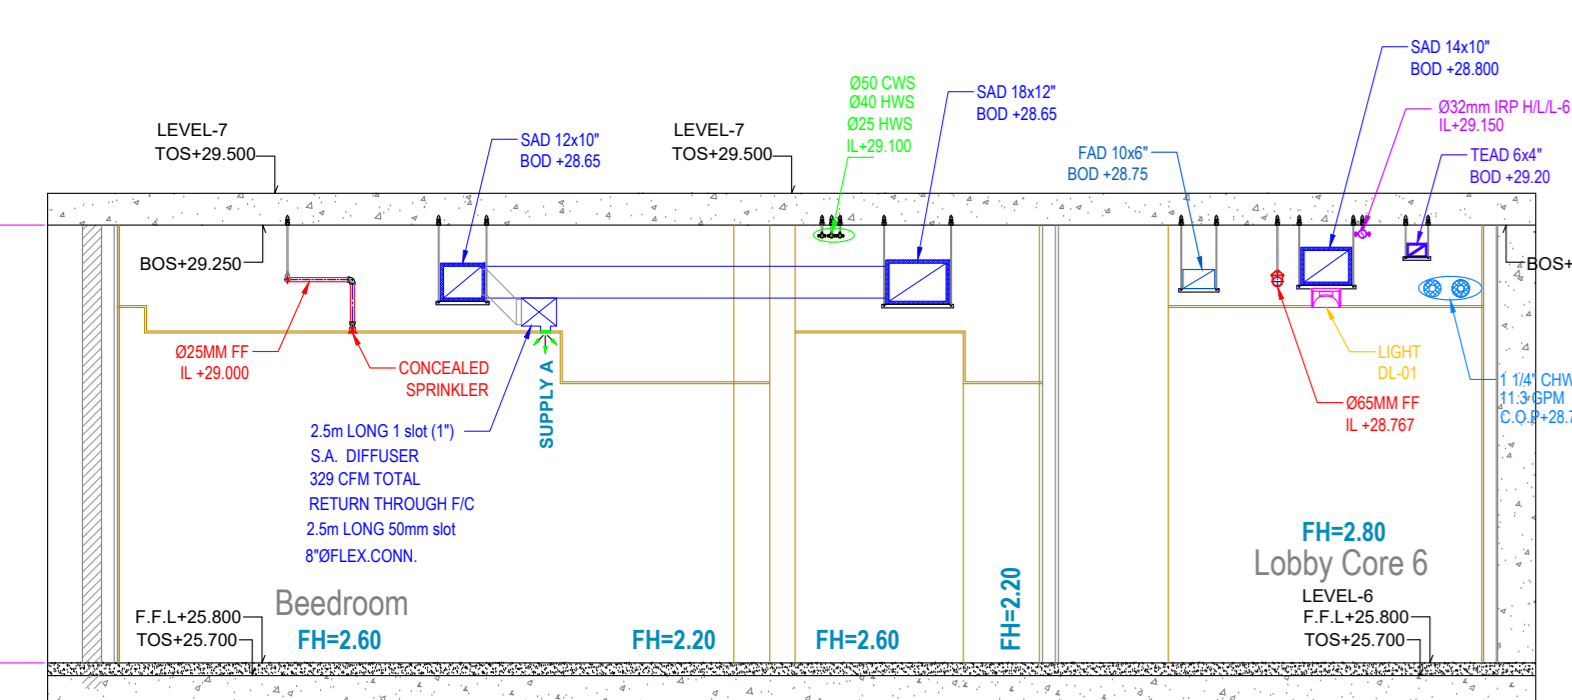 LEVEL-7
TOS+29.500
SAD 12x10"
BOD +28.65
LEVEL-7
TOS+29.500
Ø50 CWS
Ø40 HWS
Ø25 HWS
IL+29.100
SAD 18x12"
BOD +28.65
FAD 10x6"
BOD +28.75
SAD 14x10"
BOD +28.800
Ø32mm IRP H/L/L-6
IL+29.150
TEAD 6x4"
BOD +29.20
BOS+29.250
BOS+
Ø25MM FF
IL +29.000
CONCEALED
SPRINKLER
SUPPLY A
LIGHT
DL-01
Ø65MM FF
IL +28.767
1 1/4" CHW
11.3 GPM
C.O.P+28.7
2.5m LONG 1 slot (1")
S.A. DIFFUSER
329 CFM TOTAL
RETURN THROUGH F/C
2.5m LONG 50mm slot
8"ØFLEX.CONN.
Beedroom
F.F.L+25.800
TOS+25.700
FH=2.60
FH=2.20
FH=2.60
FH=2.20
FH=2.80
Lobby Core 6
LEVEL-6
F.F.L+25.800
TOS+25.700